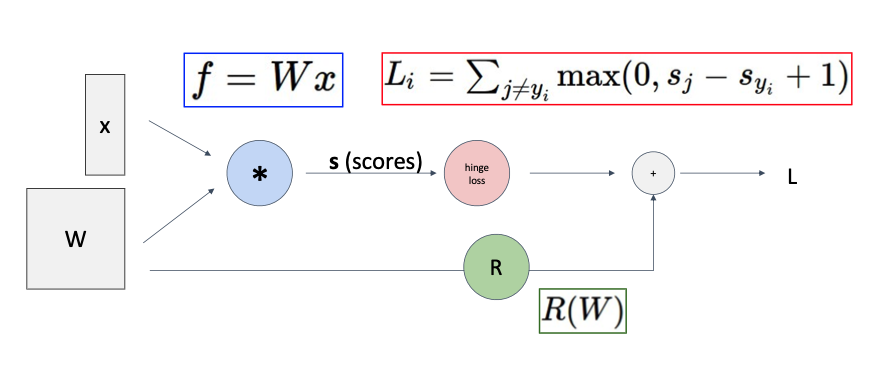 f = Wx
L_i = \sum_{j \neq y_i} \max(0, s_j - s_{y_i} + 1)
x
*
s (scores)
hinge
loss
+
L
W
R
R(W)